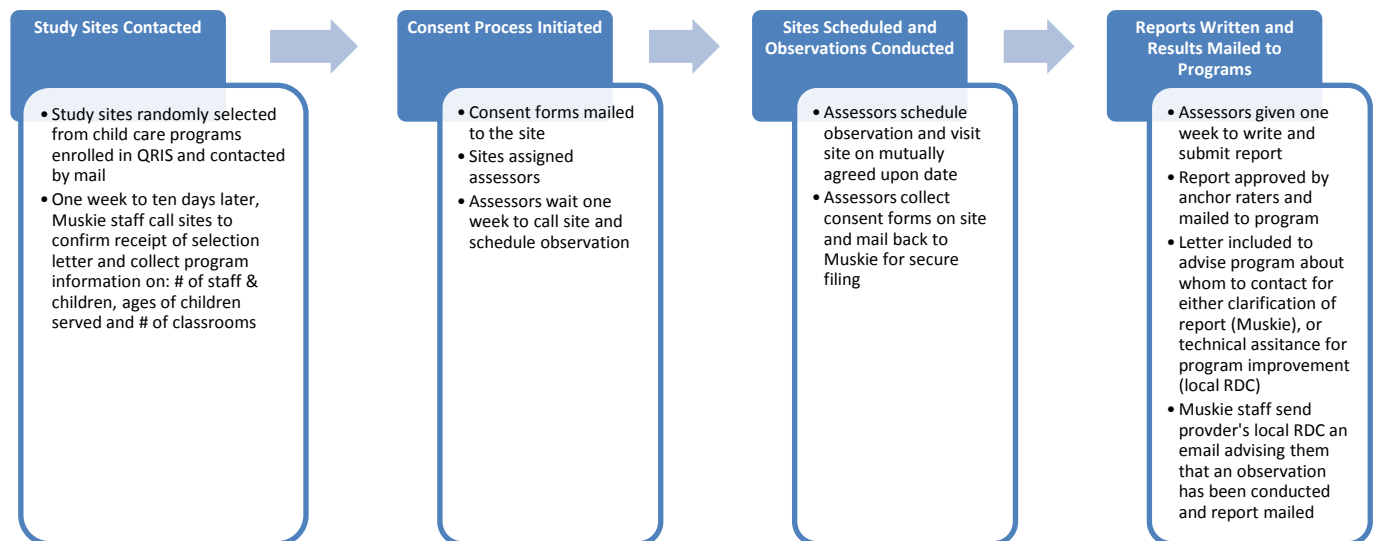 Study Sites Contacted
• Study sites randomly selected
from child care programs
enrolled in QRIS and contacted
by mail
• One week to ten days later,
Muskie staff call sites to
confirm receipt of selection
letter and collect program
information on: # of staff &
children, ages of children
served and # of classrooms
Consent Process Initiated
• Consent forms mailed
to the site
• Sites assigned
assessors
• Assessors wait one
week to call site and
schedule observation
Sites Scheduled and
Observations Conducted
• Assessors schedule
observation and visit
site on mutually
agreed upon date
• Assessors collect
consent forms on site
and mail back to
Muskie for secure
filing
Reports Written and
Results Mailed to
Programs
• Assessors given one
week to write and
submit report
• Report approved by
anchor raters and
mailed to program
• Letter included to
advise program about
whom to contact for
either clarification of
report (Muskie), or
technical assitance for
program improvement
(local RDC)
• Muskie staff send
provder's local RDC an
email advising them
that an observation
has been conducted
and report mailed